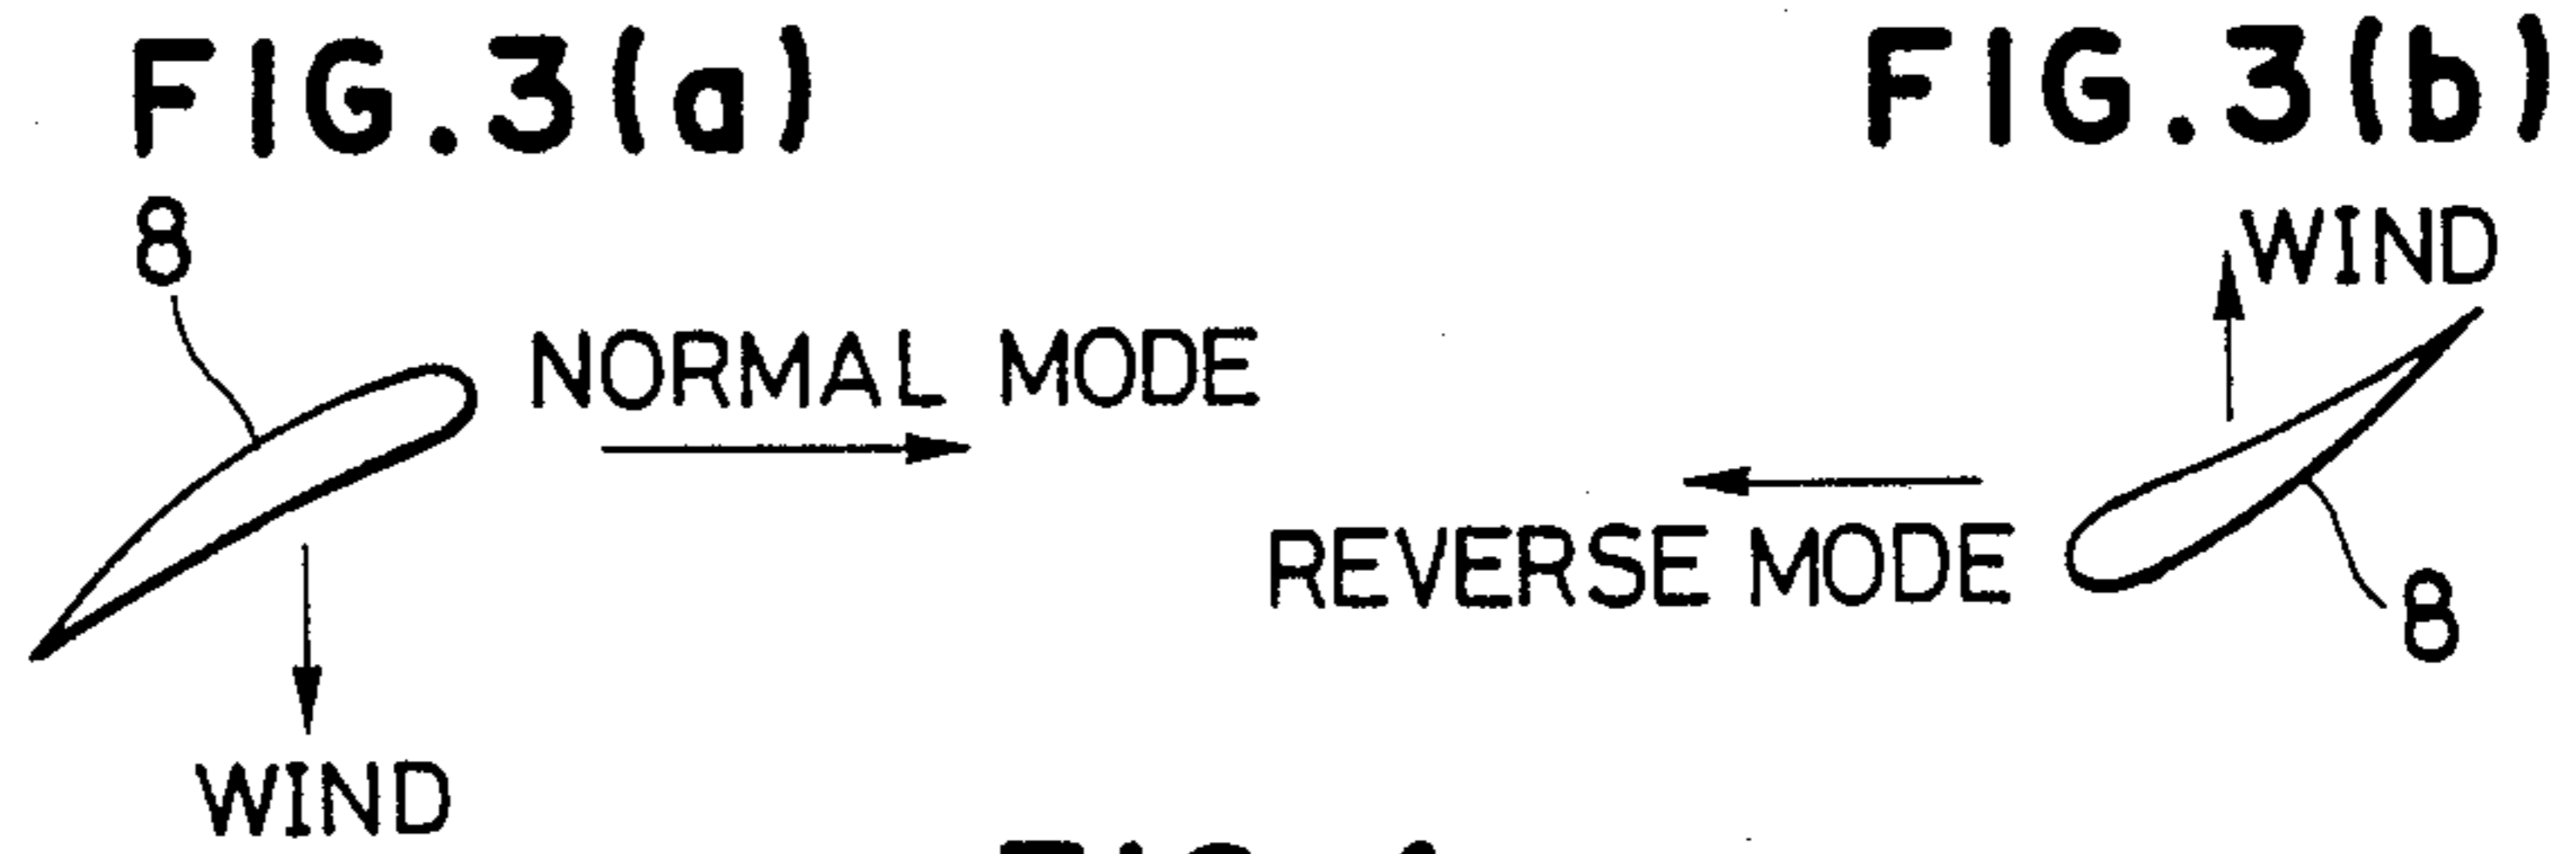 FIG.3(a)
8
NORMAL MODE
WIND
FIG.3(b)
WIND
REVERSE MODE
8